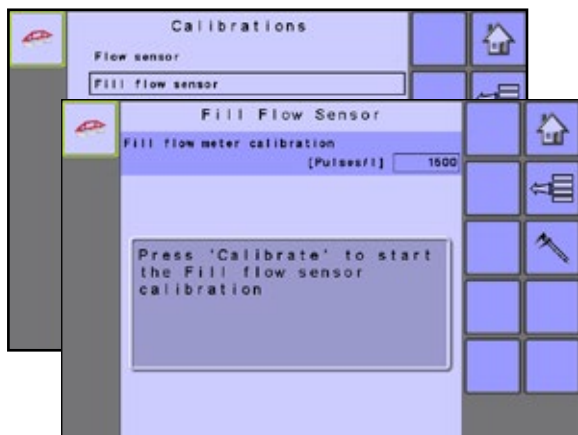 Calibrations
Flow sensor
Fill flow sensor
Fill Flow Sensor
Fill flow meter calibration
[Pulses/l] 1500
Press 'Calibrate' to start
the Fill flow sensor
calibration